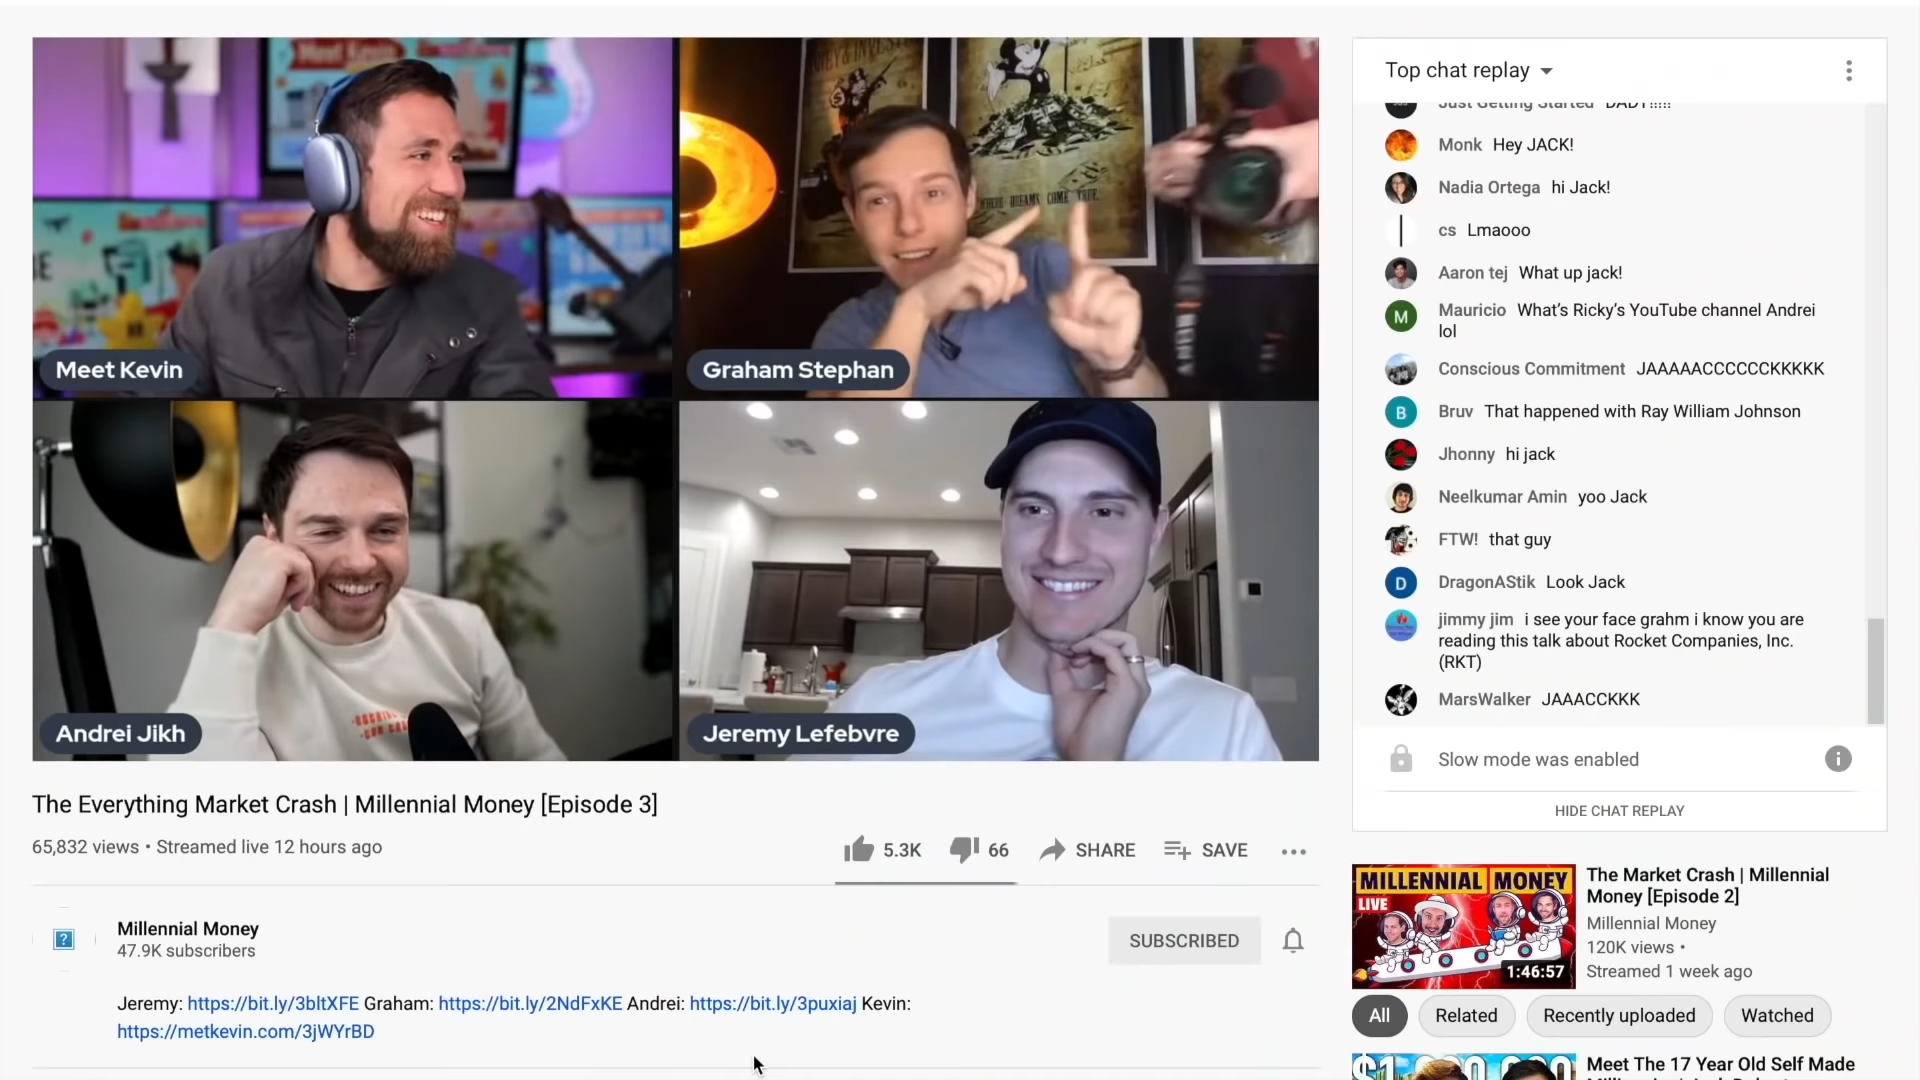 Meet Kevin
WHERE DREAMS COME TRUE.
Graham Stephan
Andrei Jikh
Jeremy Lefebvre
The Everything Market Crash | Millennial Money [Episode 3]
65,832 views • Streamed live 12 hours ago
5.3K
66
SHARE
SAVE
Millennial Money
47.9K subscribers
SUBSCRIBED
Jeremy: https://bit.ly/3bltXFE Graham: https://bit.ly/2NdFxKE Andrei: https://bit.ly/3puxiaj Kevin:
https://metkevin.com/3jWYrBD
Top chat replay
Just Getting Started DADY!!!!!
Monk Hey JACK!
Nadia Ortega hi Jack!
cs Lmaooo
Aaron tej What up jack!
M
Mauricio What’s Ricky’s YouTube channel Andrei
lol
Conscious Commitment JAAAAACCCCCCKKKKK
B
Bruv That happened with Ray William Johnson
Jhonny hi jack
Neelkumar Amin yoo Jack
FTW! that guy
D
DragonAStik Look Jack
jimmy jim i see your face grahm i know you are
reading this talk about Rocket Companies, Inc.
(RKT)
MarsWalker JAAACCKKK
Slow mode was enabled
HIDE CHAT REPLAY
MILLENNIAL MONEY
LIVE
1:46:57
The Market Crash | Millennial
Money [Episode 2]
Millennial Money
120K views •
Streamed 1 week ago
All
Related
Recently uploaded
Watched
Meet The 17 Year Old Self Made